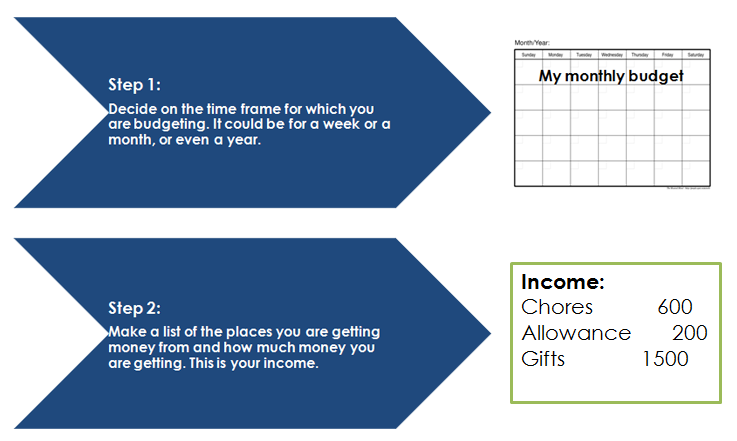 Step 1:
Decide on the time frame for which you
are budgeting. It could be for a week or a
month, or even a year.
Month/Year:
Sunday Monday Tuesday Wednesday Thursday Friday Saturday
My monthly budget
Step 2:
Make a list of the places you are getting
money from and how much money you
are getting. This is your income.
Income:
Chores 600
Allowance 200
Gifts 1500